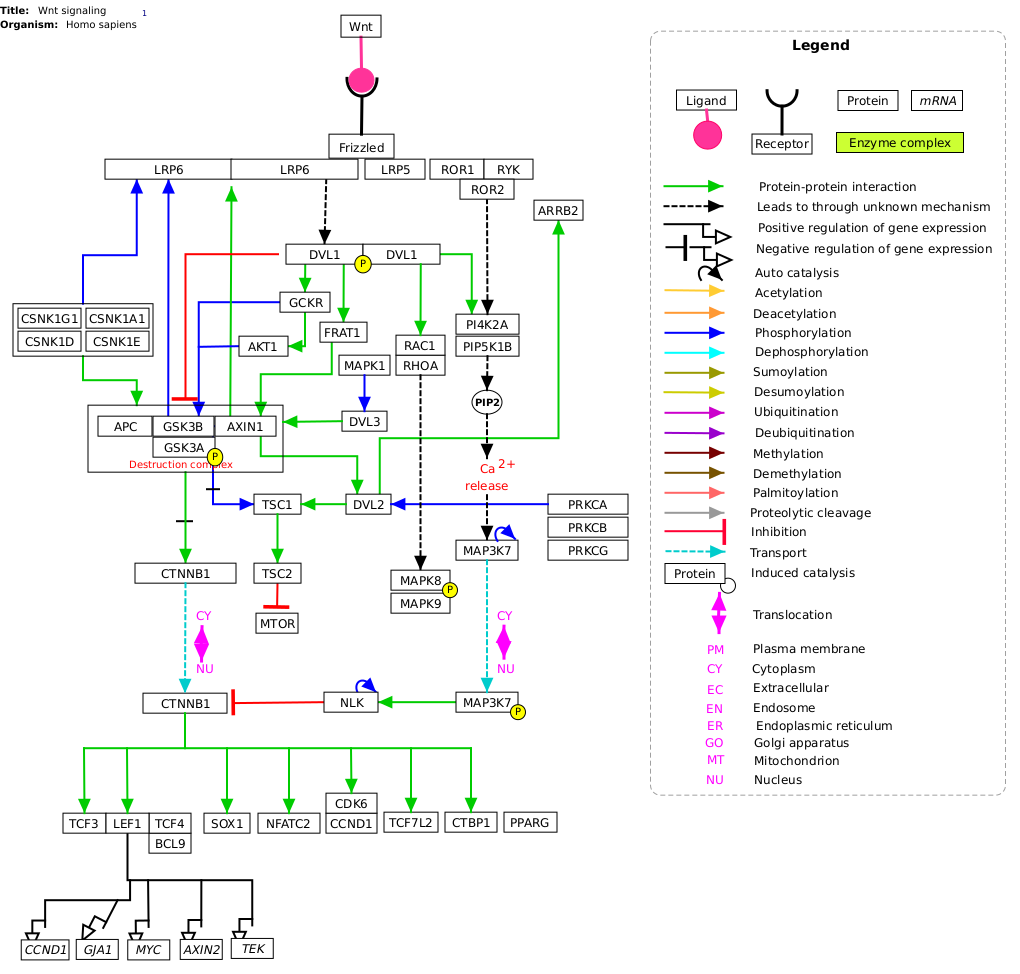 Title: Wnt signaling 1
Organism: Homo sapiens
Wnt
Frizzled
LRP6 LRP6 LRP5 ROR1 RYK
ROR2
ARRB2
DVL1 P DVL1
GCKR
CSNK1G1 CSNK1A1
CSNK1D CSNK1E
FRAT1
PI4K2A
AKT1
RAC1
PIP5K1B
MAPK1
RHOA
PIP2
APC GSK3B AXIN1
DVL3
GSK3A P
Destruction complex
Ca 2+
release
TSC1 DVL2 PRKCA
PRKCB
MAP3K7 PRKCG
CTNNB1 TSC2 MAPK8 P
MAPK9
CY MTOR CY
NU NU
CTNNB1 NLK MAP3K7 P
CDK6
TCF3 LEF1 TCF4 SOX1 NFATC2 CCND1 TCF7L2 CTBP1 PPARG
BCL9
CCND1 GJA1 MYC AXIN2 TEK
Legend
Ligand Protein mRNA
Receptor Enzyme complex
Protein-protein interaction
Leads to through unknown mechanism
Positive regulation of gene expression
Negative regulation of gene expression
Auto catalysis
Acetylation
Deacetylation
Phosphorylation
Dephosphorylation
Sumoylation
Desumoylation
Ubiquitination
Deubiquitination
Methylation
Demethylation
Palmitoylation
Proteolytic cleavage
Inhibition
Transport
Protein Induced catalysis
Translocation
PM Plasma membrane
CY Cytoplasm
EC Extracellular
EN Endosome
ER Endoplasmic reticulum
GO Golgi apparatus
MT Mitochondrion
NU Nucleus